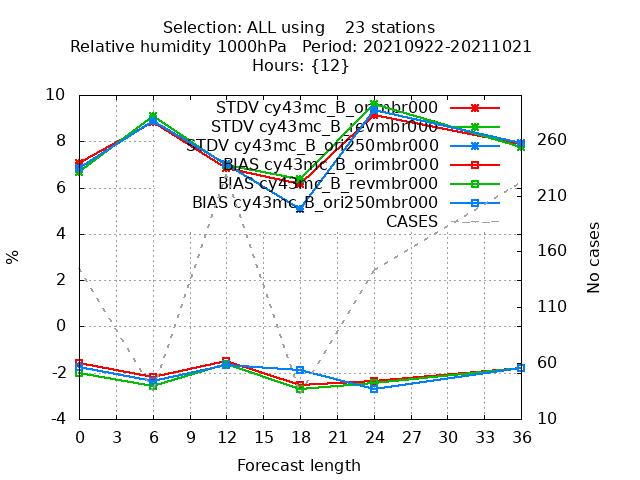 Selection: ALL using    23 stations
Relative humidity 1000hPa   Period: 20210922-20211021
Hours: {12}
STDV cy43mc_B_orimbr000
STDV cy43mc_B_revmbr000
STDV cy43mc_B_ori250mbr000
BIAS cy43mc_B_orimbr000
BIAS cy43mc_B_revmbr000
BIAS cy43mc_B_ori250mbr000
CASES
10
8
6
4
2
0
-2
-4
%
260
210
160
110
60
10
No cases
0 3 6 9 12 15 18 21 24 27 30 33 36
Forecast length